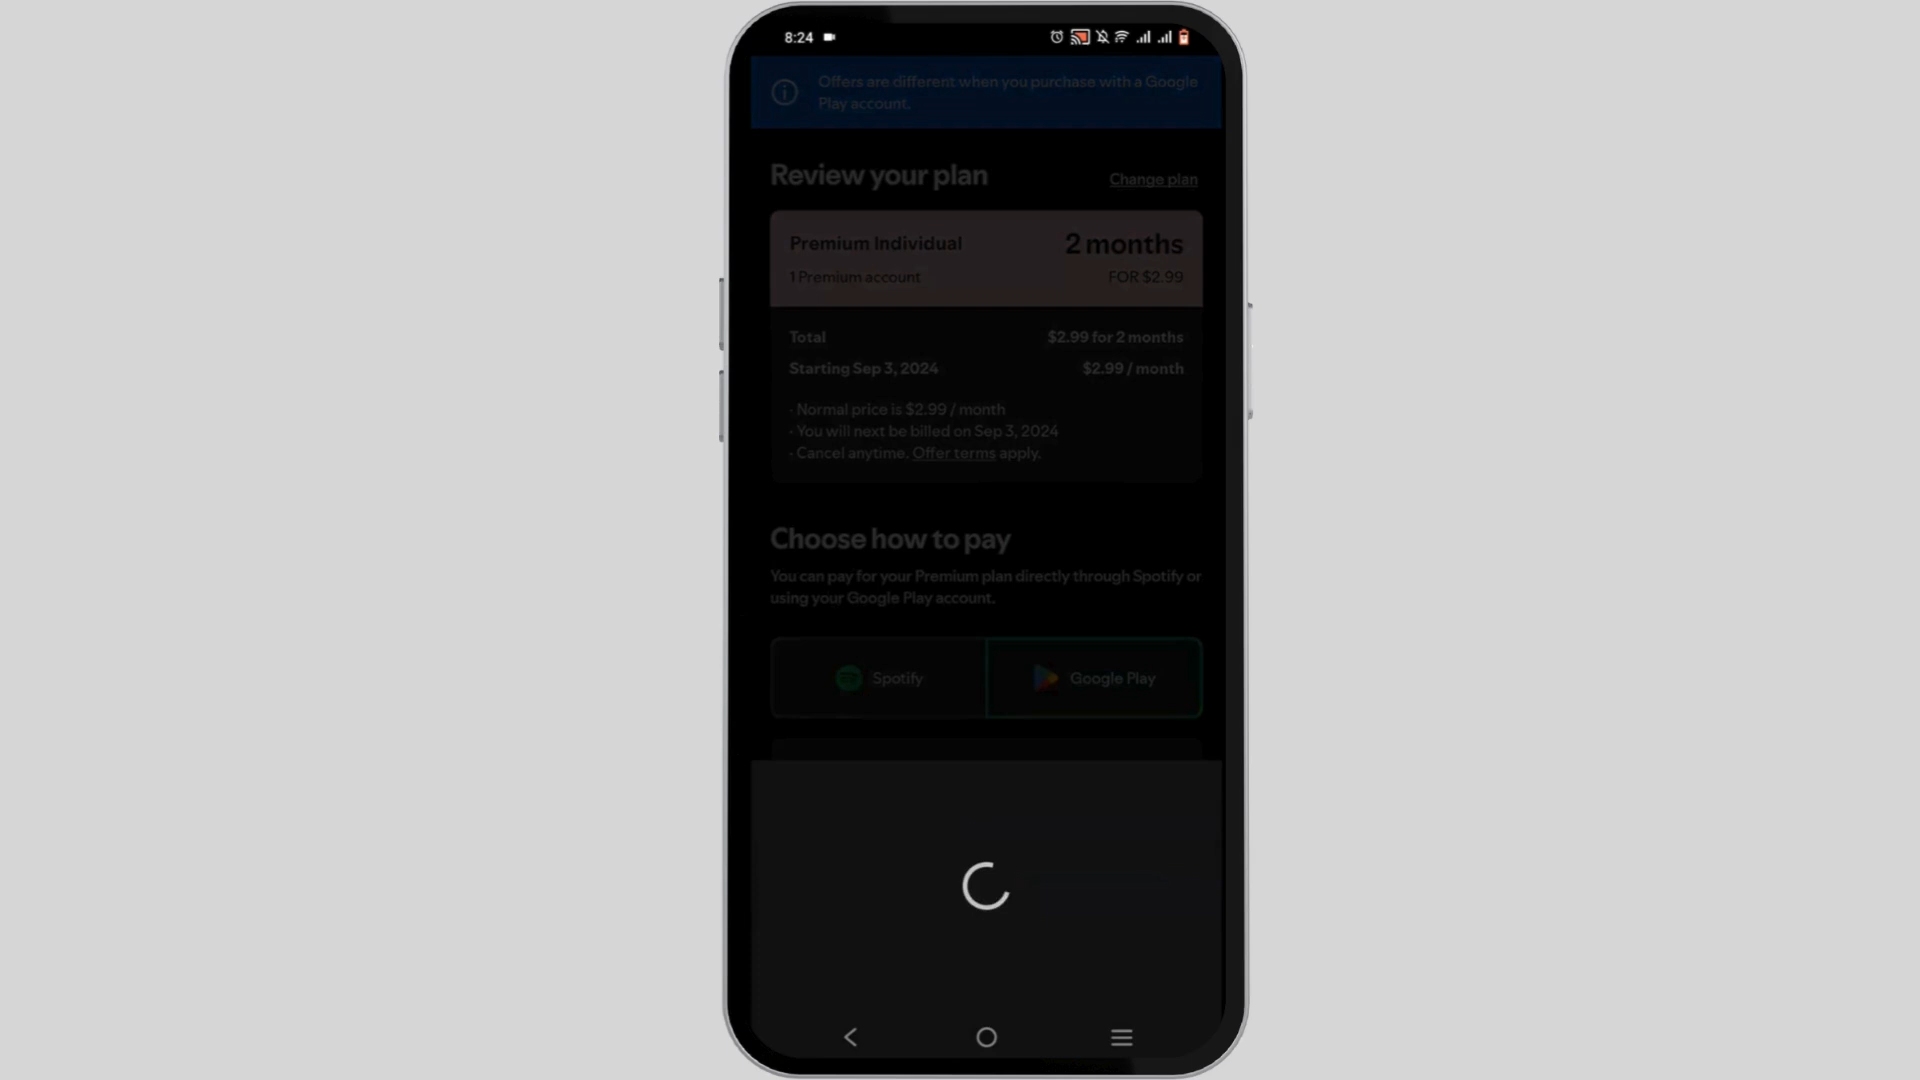 8:24
Offers are different when you purchase with a Google
Play account.
Review your plan
Change plan
Premium Individual
2 months
1 Premium account
FOR $2.99
Total
$2.99 for 2 months
Starting Sep 3, 2024
$2.99 / month
· Normal price is $2.99 / month
· You will next be billed on Sep 3, 2024
· Cancel anytime. Offer terms apply.
Choose how to pay
You can pay for your Premium plan directly through Spotify or
using your Google Play account.
Spotify
Google Play